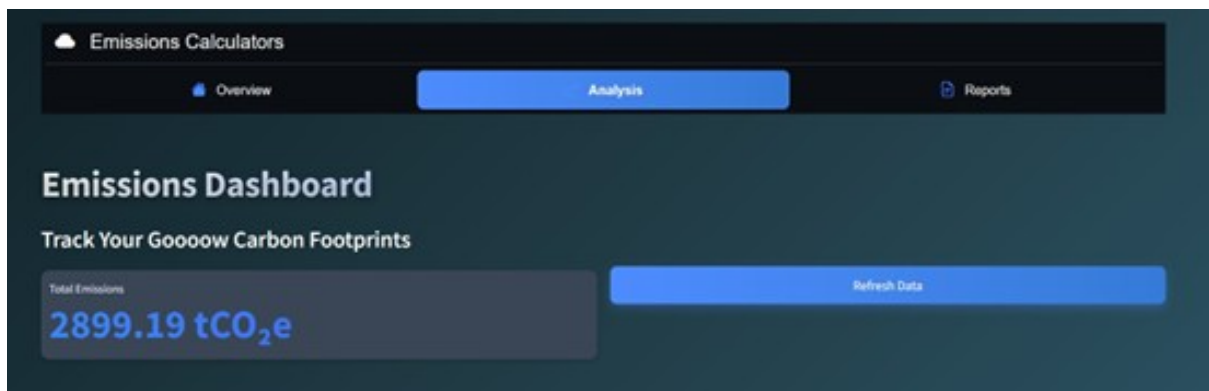 Emissions Calculators
Overview
Analysis
Reports
Emissions Dashboard
Track Your Goooow Carbon Footprints
Total Emissions
Refresh Data
2899.19 tCO₂e